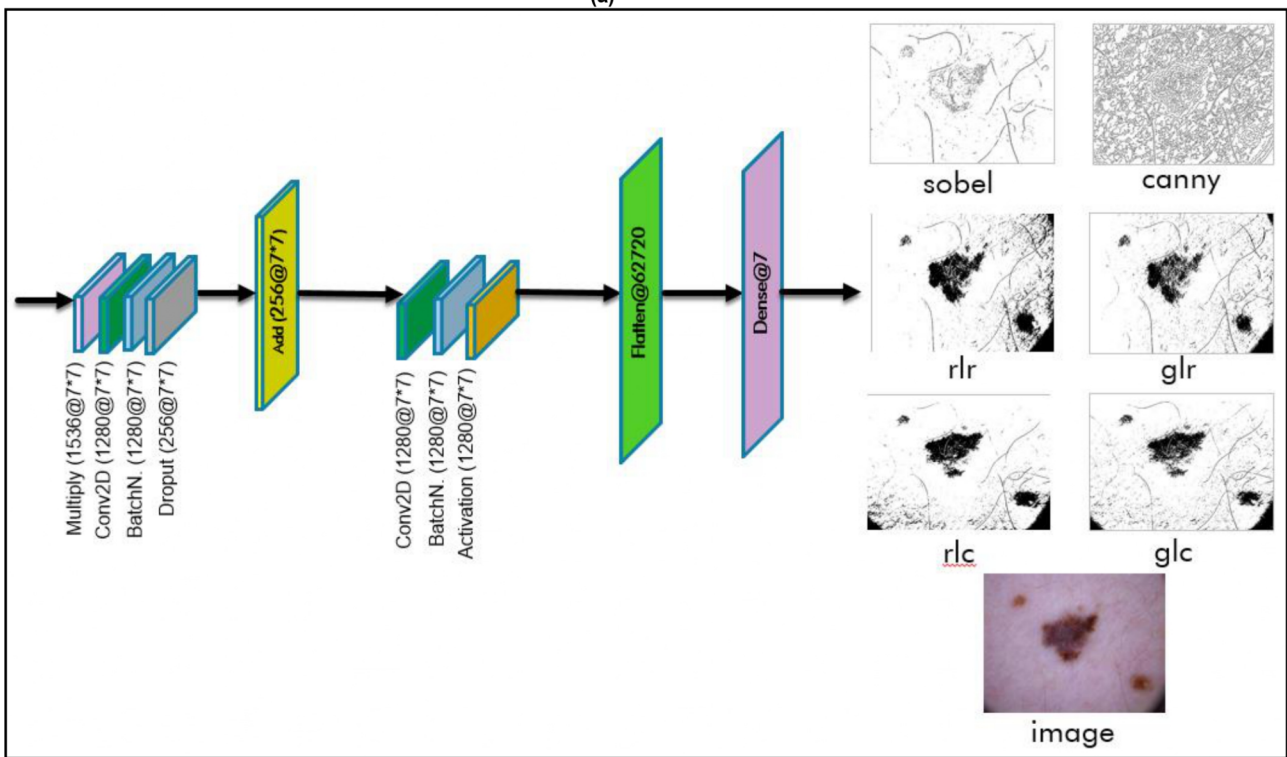 (a)
Multiply (1536@7*7)
Conv2D (1280@7*7)
BatchN. (1280@7*7)
Droput (256@7*7)
Add (256@7*7)
Conv2D (1280@7*7)
BatchN. (1280@7*7)
Activation (1280@7*7)
Flatten@62720
Dense@7
sobel
canny
rlr
glr
rlc
glc
image